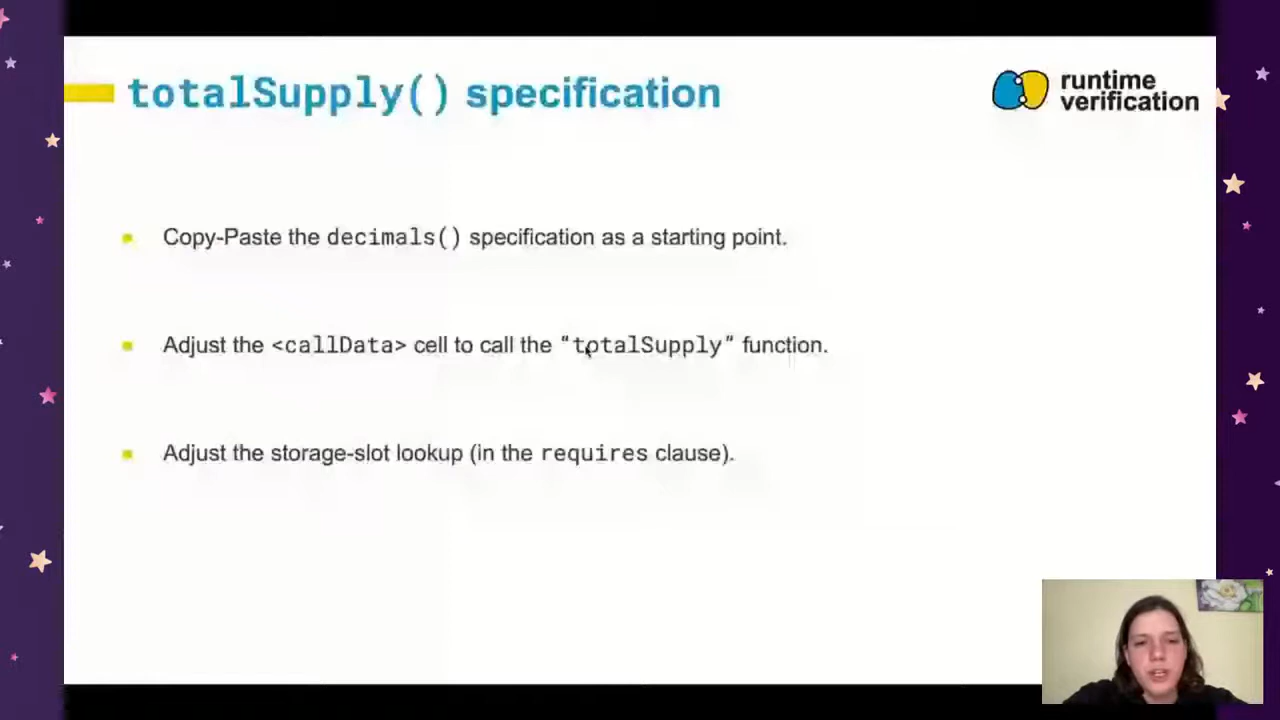 totalSupply() specification
runtime
verification
Copy-Paste the decimals() specification as a starting point.
Adjust the <callData> cell to call the “totalSupply” function.
Adjust the storage-slot lookup (in the requires clause).